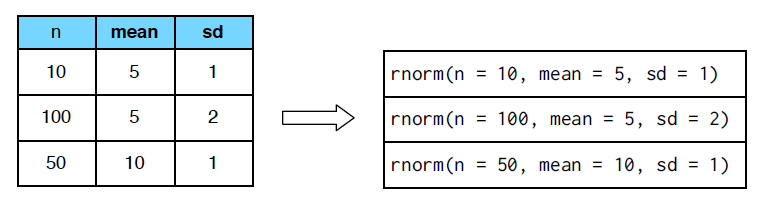 n mean sd
10 5 1
100 5 2
50 10 1
rnorm(n = 10, mean = 5, sd = 1)
rnorm(n = 100, mean = 5, sd = 2)
rnorm(n = 50, mean = 10, sd = 1)